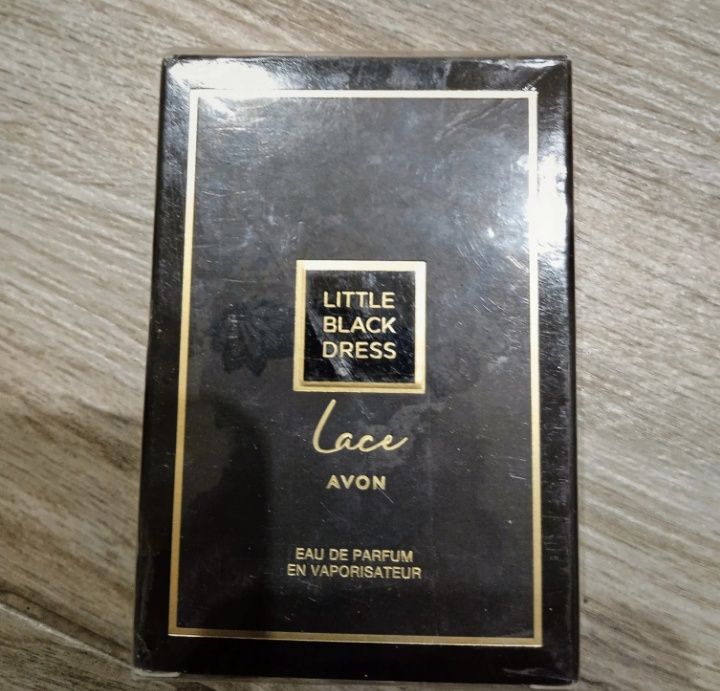 LITTLE
BLACK
DRESS
Lace
AVON
EAU DE PARFUM
EN VAPORISATEUR